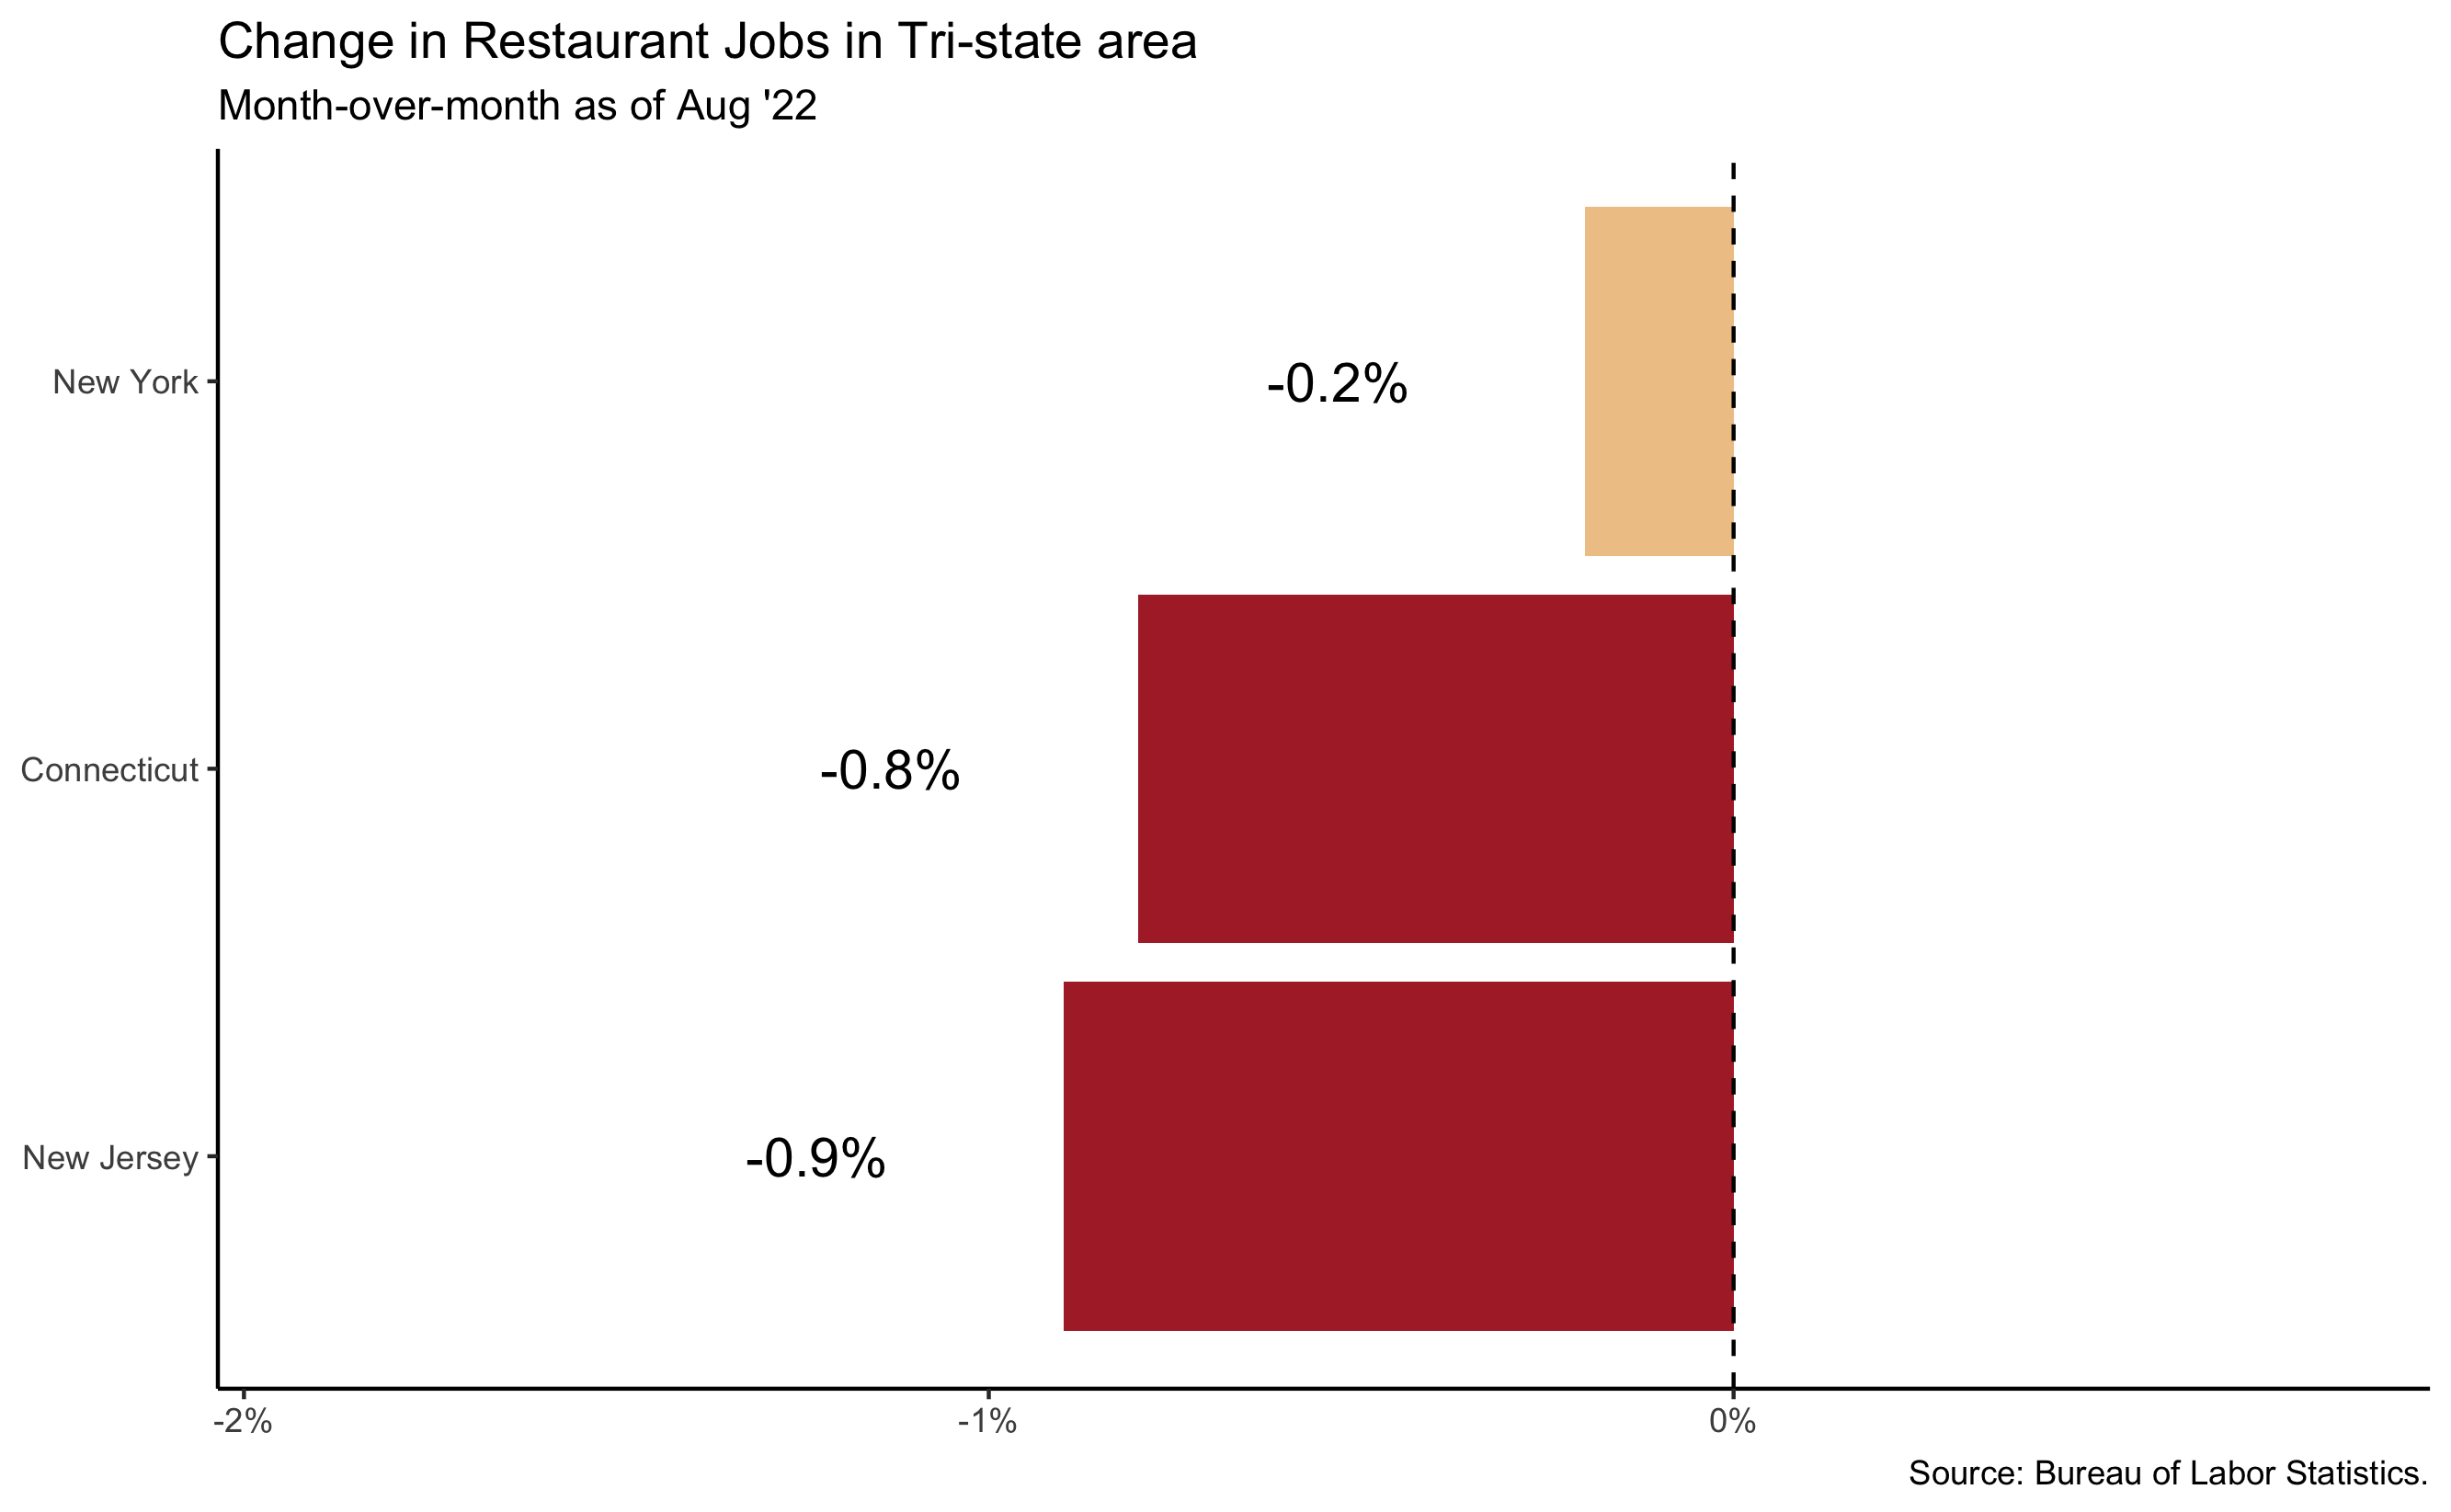 Change in Restaurant Jobs in Tri-state area
Month-over-month as of Aug '22
New York
-0.2%
Connecticut
-0.8%
New Jersey
-0.9%
-2%
-1%
0%
Source: Bureau of Labor Statistics.